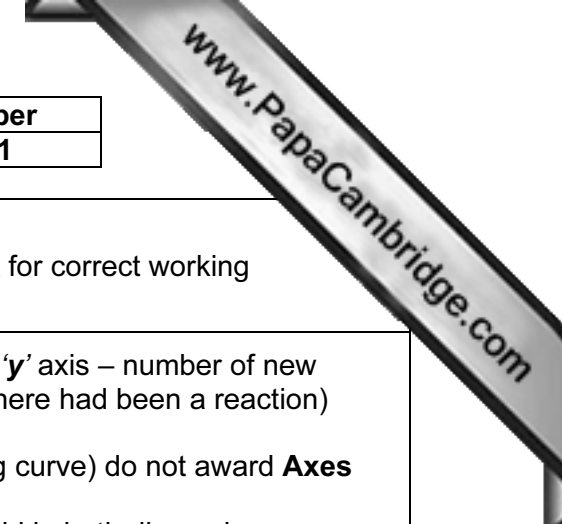 www.PapaCambridge.com
per
1
for correct working
'y' axis – number of new
here had been a reaction)
g curve) do not award Axes